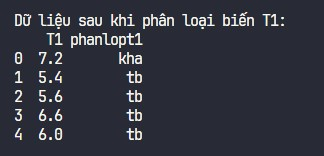 Dữ liệu sau khi phân loại biến T1:
T1 phanlopt1
0 7.2 kha
1 5.4 tb
2 5.6 tb
3 6.6 tb
4 6.0 tb